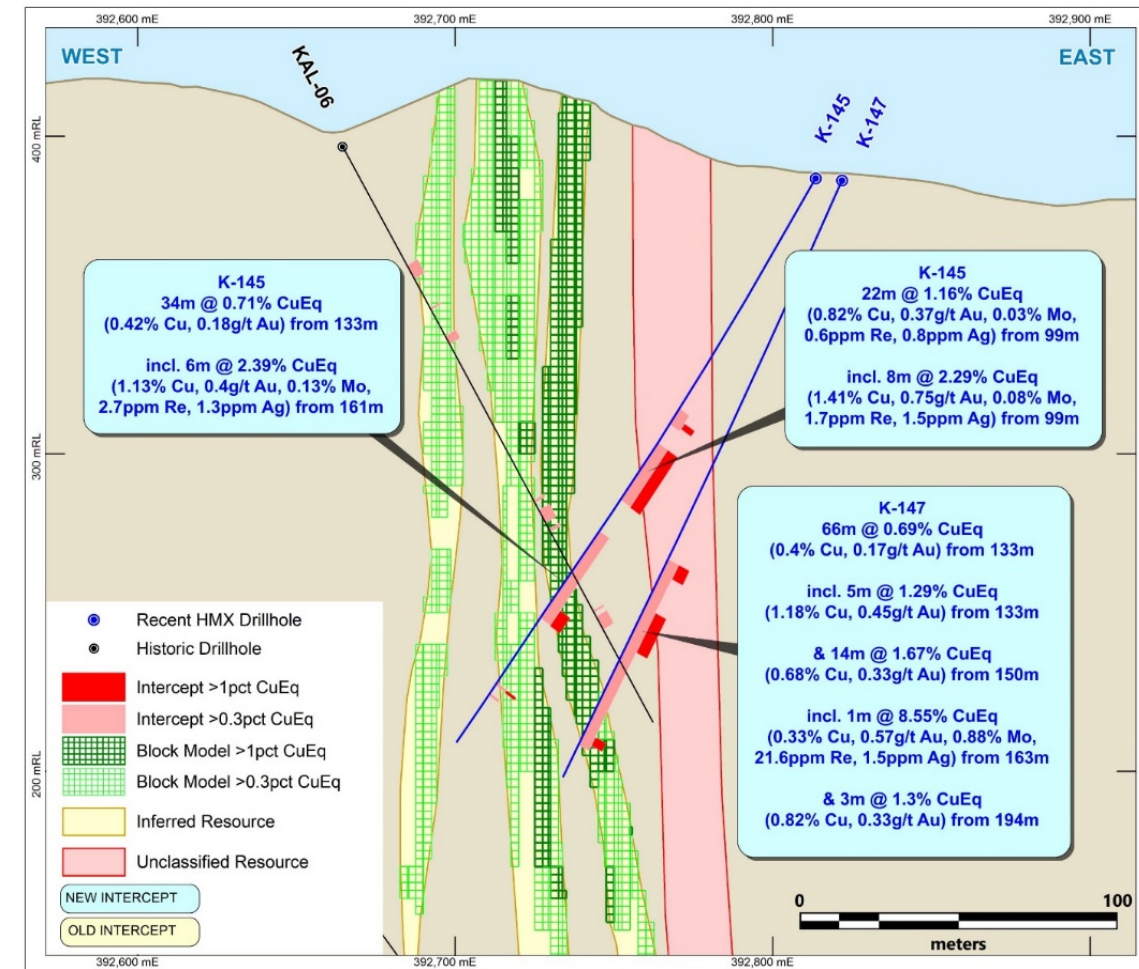 392,600 mE
392,700 mE
392,800 mE
392,900 mE
WEST
EAST
KAL-06
K-145
K-147
400 mRL
300 mRL
200 mRL
K-145
34m @ 0.71% CuEq
(0.42% Cu, 0.18g/t Au) from 133m
incl. 6m @ 2.39% CuEq
(1.13% Cu, 0.4g/t Au, 0.13% Mo,
2.7ppm Re, 1.3ppm Ag) from 161m
K-145
22m @ 1.16% CuEq
(0.82% Cu, 0.37g/t Au, 0.03% Mo,
0.6ppm Re, 0.8ppm Ag) from 99m
incl. 8m @ 2.29% CuEq
(1.41% Cu, 0.75g/t Au, 0.08% Mo,
1.7ppm Re, 1.5ppm Ag) from 99m
K-147
66m @ 0.69% CuEq
(0.4% Cu, 0.17g/t Au) from 133m
incl. 5m @ 1.29% CuEq
(1.18% Cu, 0.45g/t Au) from 133m
& 14m @ 1.67% CuEq
(0.68% Cu, 0.33g/t Au) from 150m
incl. 1m @ 8.55% CuEq
(0.33% Cu, 0.57g/t Au, 0.88% Mo,
21.6ppm Re, 1.5ppm Ag) from 163m
& 3m @ 1.3% CuEq
(0.82% Cu, 0.33g/t Au) from 194m
Recent HMX Drillhole
Historic Drillhole
Intercept >1pct CuEq
Intercept >0.3pct CuEq
Block Model >1pct CuEq
Block Model >0.3pct CuEq
Inferred Resource
Unclassified Resource
NEW INTERCEPT
OLD INTERCEPT
0
100
meters
392,600 mE
392,700 mE
392,800 mE